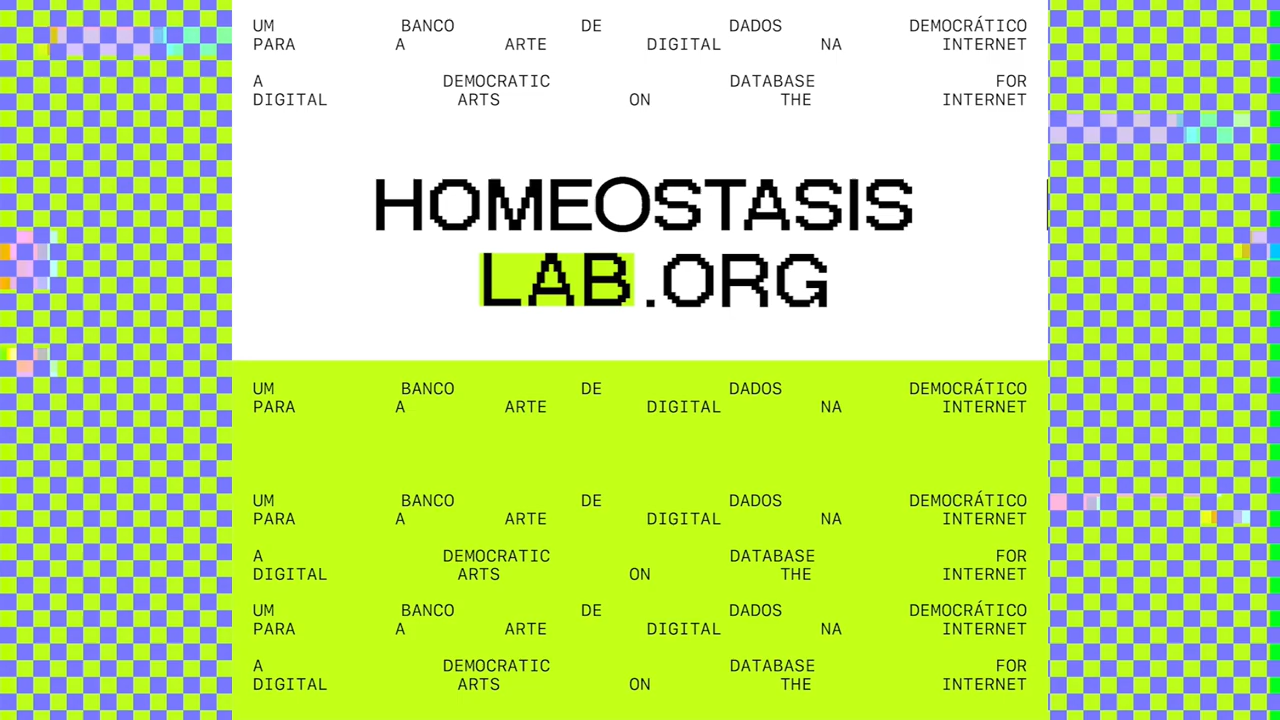 UM BANCO DE DADOS DEMOCRÁTICO
PARA A ARTE DIGITAL NA INTERNET
A DEMOCRATIC DATABASE FOR
DIGITAL ARTS ON THE INTERNET
HOMEOSTASIS
LAB.ORG
UM BANCO DE DADOS DEMOCRÁTICO
PARA A ARTE DIGITAL NA INTERNET
UM BANCO DE DADOS DEMOCRÁTICO
PARA A ARTE DIGITAL NA INTERNET
A DEMOCRATIC DATABASE FOR
DIGITAL ARTS ON THE INTERNET
UM BANCO DE DADOS DEMOCRÁTICO
PARA A ARTE DIGITAL NA INTERNET
A DEMOCRATIC DATABASE FOR
DIGITAL ARTS ON THE INTERNET